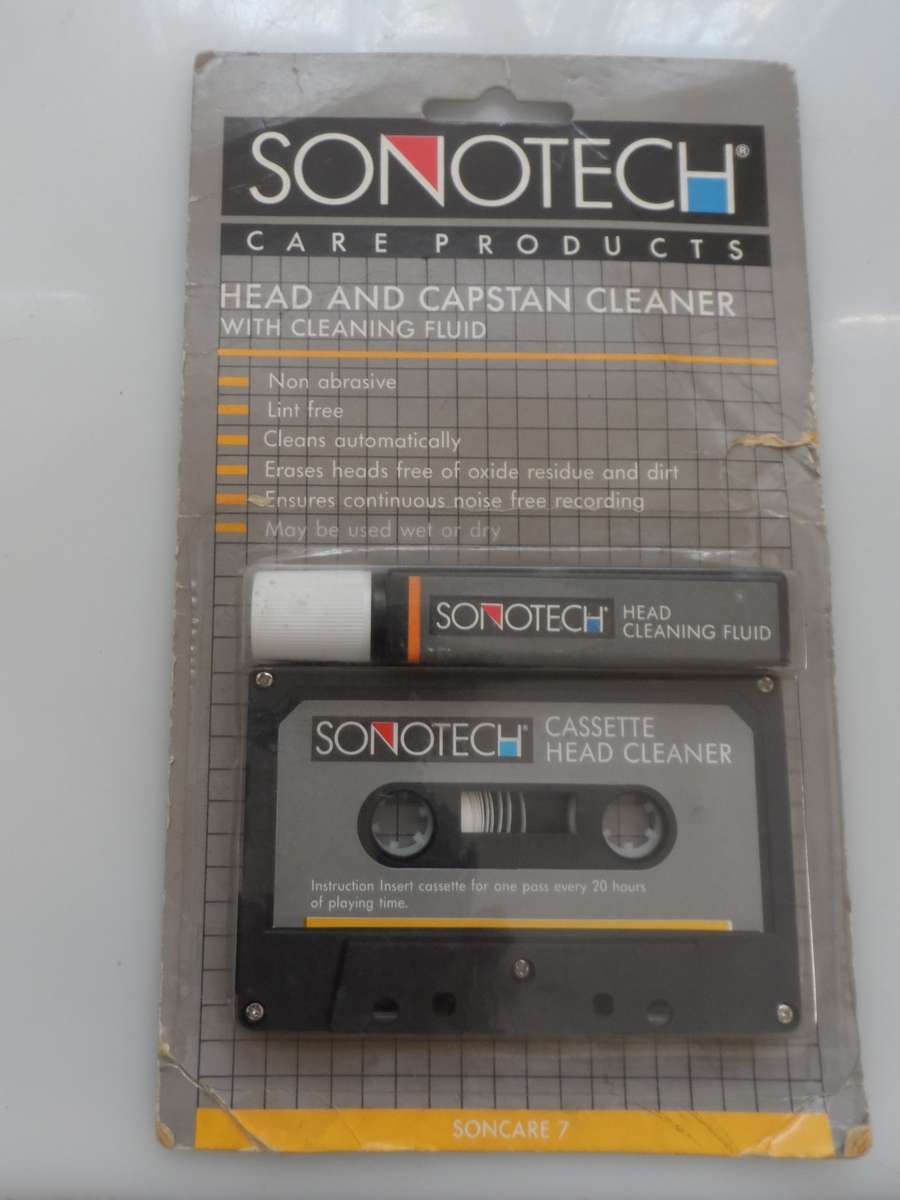 SONOTECH®
CARE PRODUCTS
HEAD AND CAPSTAN CLEANER
WITH CLEANING FLUID
Non abrasive
Lint free
Cleans automatically
Erases heads free of oxide residue and dirt
Ensures continuous noise free recording
May be used wet or dry
SONOTECH® HEAD
CLEANING FLUID
SONOTECH® CASSETTE
HEAD CLEANER
Instruction Insert cassette for one pass every 20 hours
of playing time.
SONCARE 7